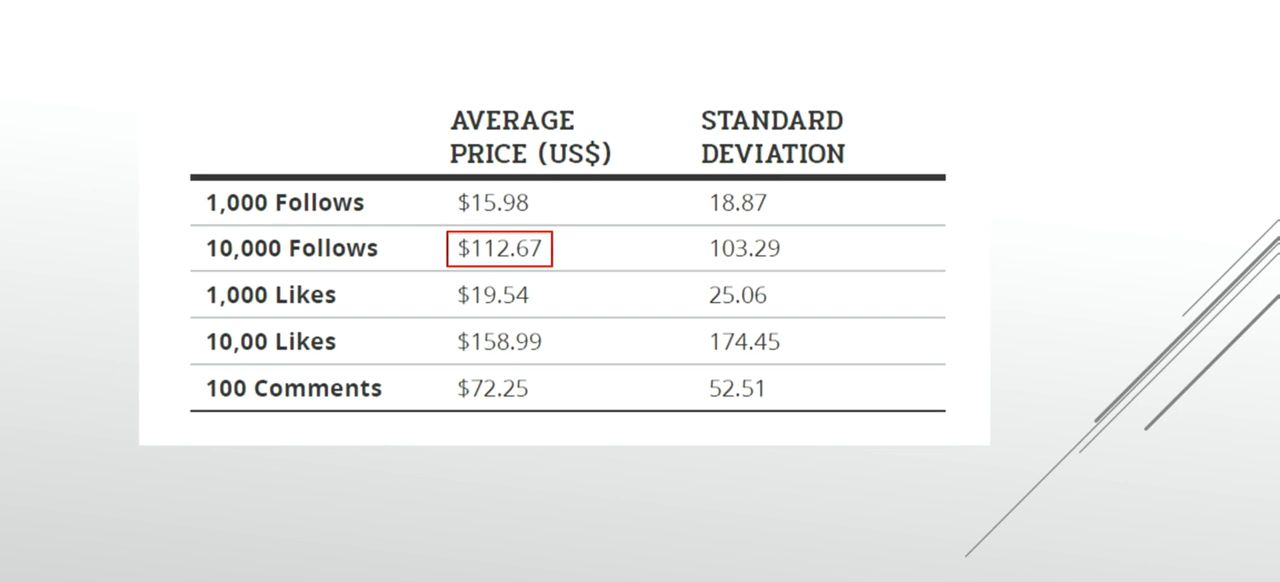 AVERAGE PRICE (US$) STANDARD DEVIATION
1,000 Follows $15.98 18.87
10,000 Follows $112.67 103.29
1,000 Likes $19.54 25.06
10,00 Likes $158.99 174.45
100 Comments $72.25 52.51